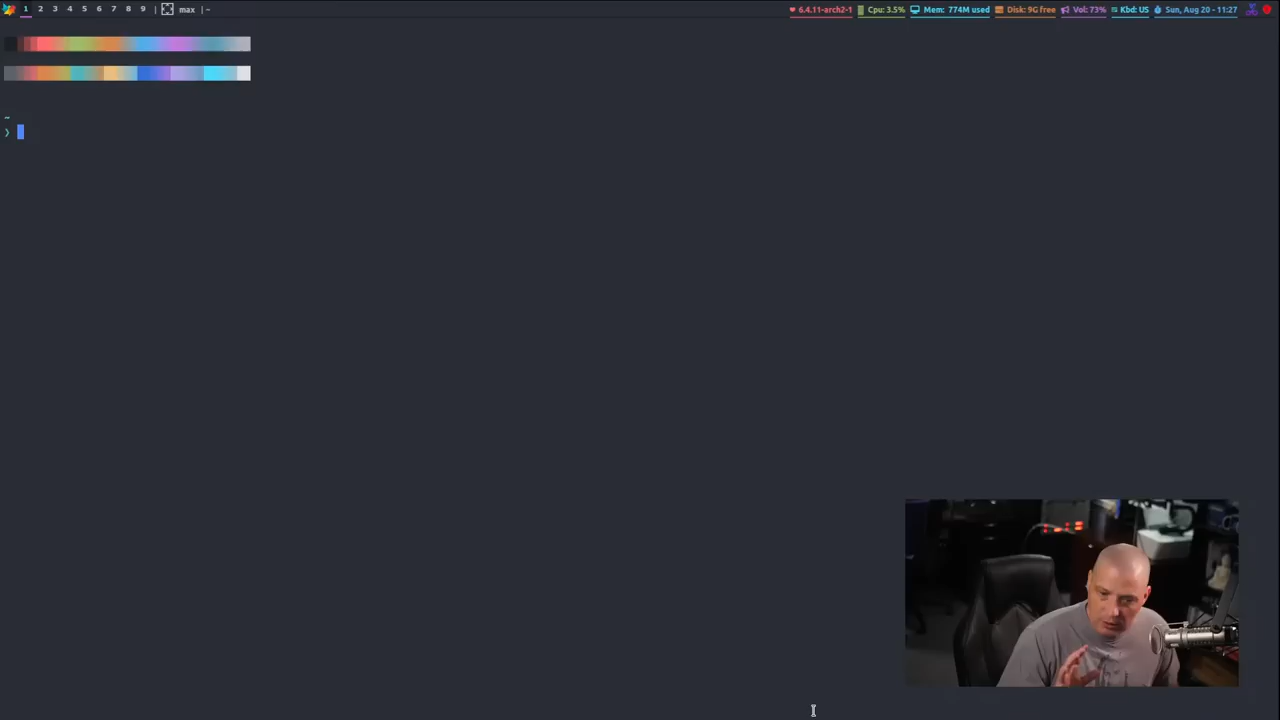 1 2 3 4 5 6 7 8 9 | max | ~ 6.4.11-arch2-1 Cpu: 3.5% Mem: 774M used Disk: 9G free Vol: 73% Kbd: US Sun, Aug 20 - 11:27
~
❯